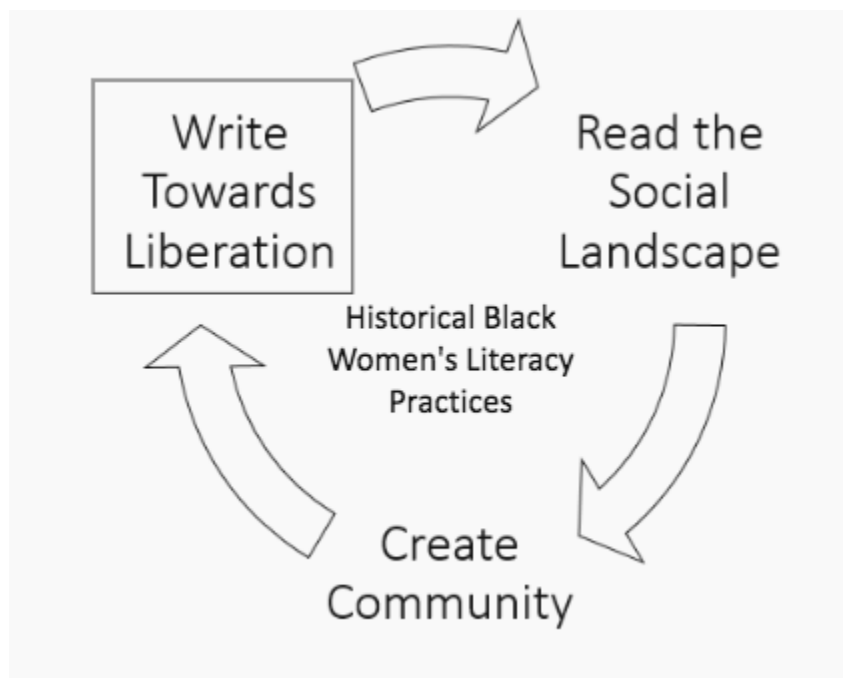 Write
Towards
Liberation
Read the
Social
Landscape
Historical Black
Women's Literacy
Practices
Create
Community